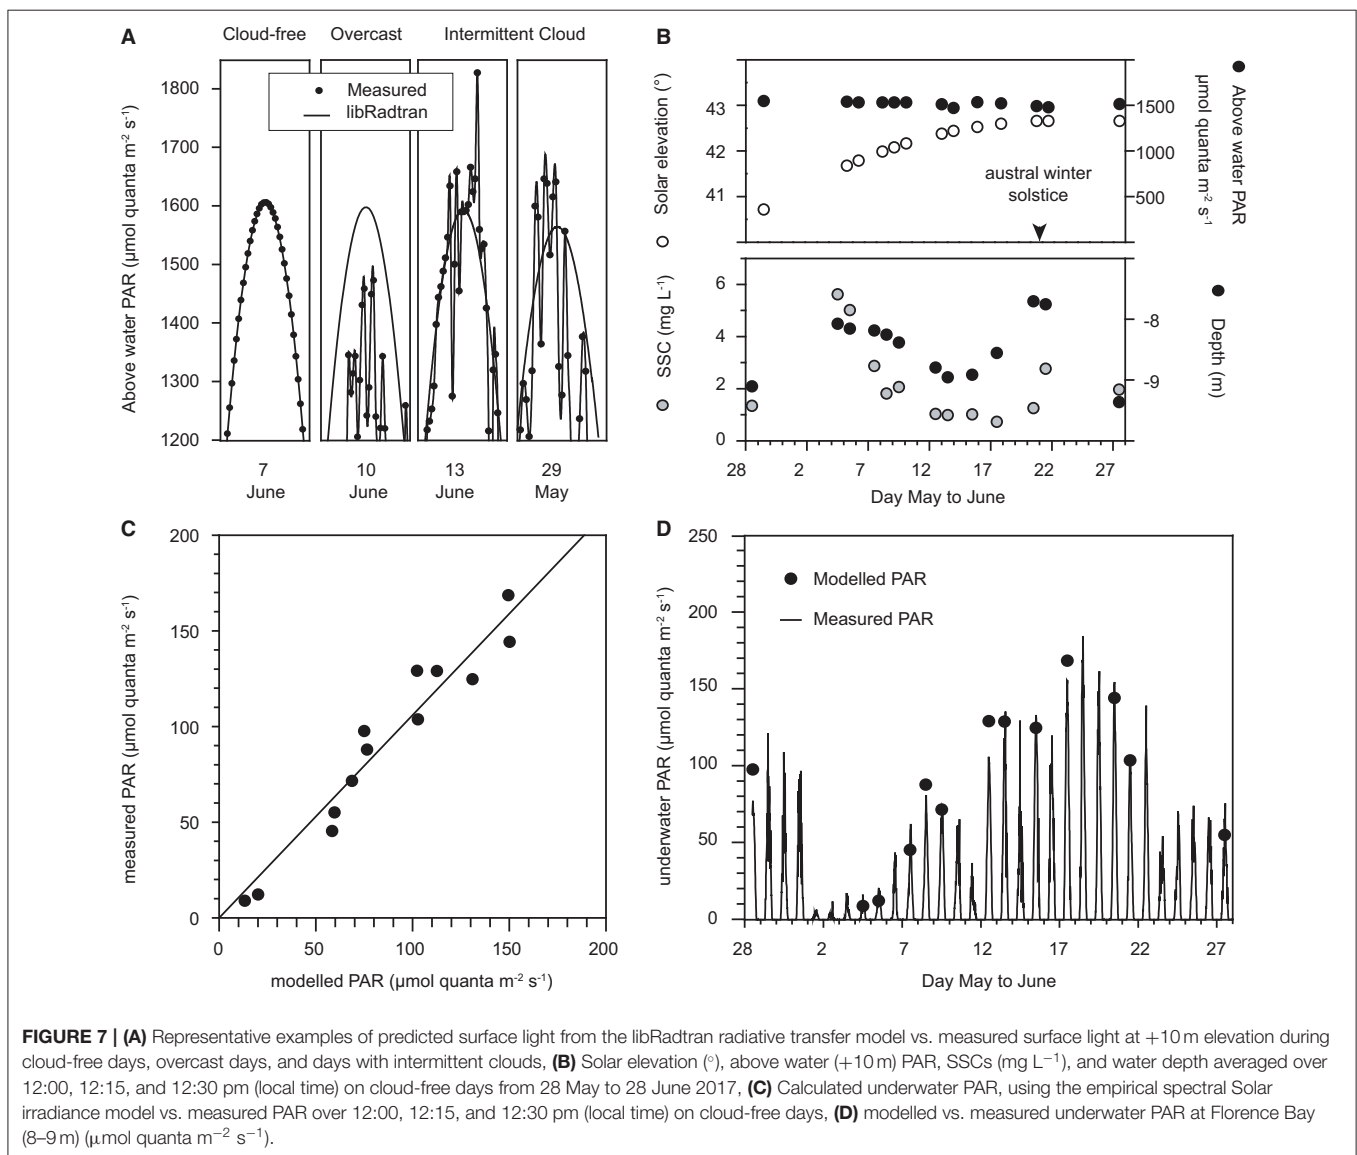 A
Cloud-free Overcast Intermittent Cloud
Measured
libRadtran
Above water PAR (µmol quanta m-2 s-1)
1800
1700
1600
1500
1400
1300
1200
7 10 13 29
June June June May
B
Solar elevation (°)
43
42
41
1500
1000
500
Above water PAR
µmol quanta m-2 s-1)
austral winter
solstice
SSC (mg L-1)
6
4
2
0
-8
-9
Depth (m)
28 2 7 12 17 22 27
Day May to June
C
measured PAR (µmol quanta m-2 s-1)
200
150
100
50
0
0 50 100 150 200
modelled PAR (µmol quanta m-2 s-1)
D
underwater PAR (µmol quanta m-2 s-1)
250
200
150
100
50
0
Modelled PAR
Measured PAR
28 2 7 12 17 22 27
Day May to June
FIGURE 7 | (A) Representative examples of predicted surface light from the libRadtran radiative transfer model vs. measured surface light at +10 m elevation during
cloud-free days, overcast days, and days with intermittent clouds, (B) Solar elevation (°), above water (+10 m) PAR, SSCs (mg L−1), and water depth averaged over
12:00, 12:15, and 12:30 pm (local time) on cloud-free days from 28 May to 28 June 2017, (C) Calculated underwater PAR, using the empirical spectral Solar
irradiance model vs. measured PAR over 12:00, 12:15, and 12:30 pm (local time) on cloud-free days, (D) modelled vs. measured underwater PAR at Florence Bay
(8–9 m) (µmol quanta m−2 s−1).